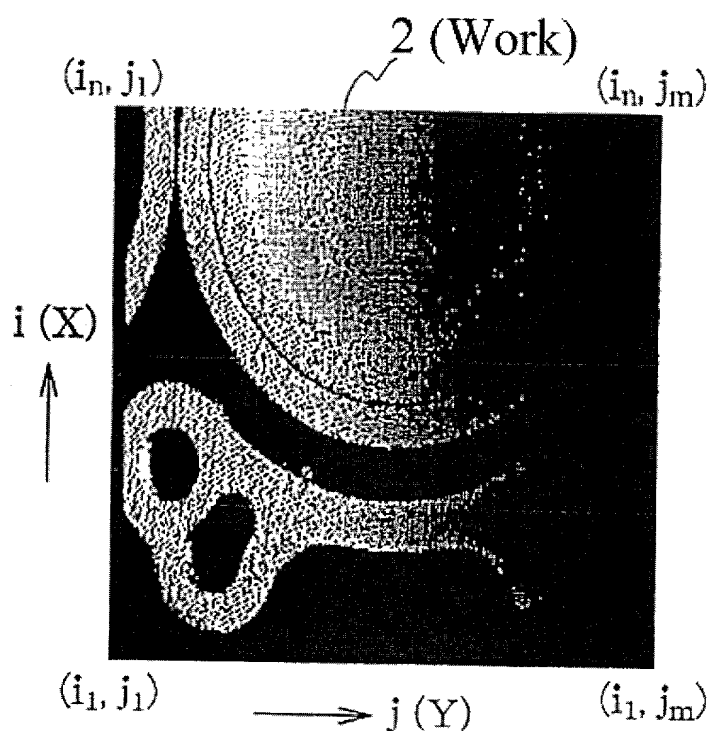 2 (Work)
(iₙ, j₁)
(iₙ, jₘ)
i (X)
(i₁, j₁)
j (Y)
(i₁, jₘ)